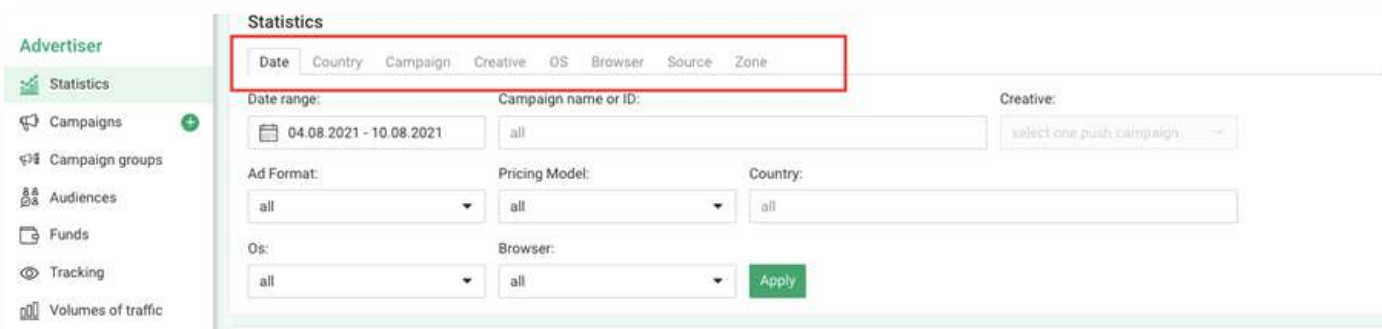 Advertiser
Statistics
Campaigns
Campaign groups
Audiences
Funds
Tracking
Volumes of traffic
Statistics
Date Country Campaign Creative OS Browser Source Zone
Date range: Campaign name or ID: Creative:
04.08.2021 - 10.08.2021 all select one push campaign
Ad Format: Pricing Model: Country:
all all all
Os: Browser:
all all Apply